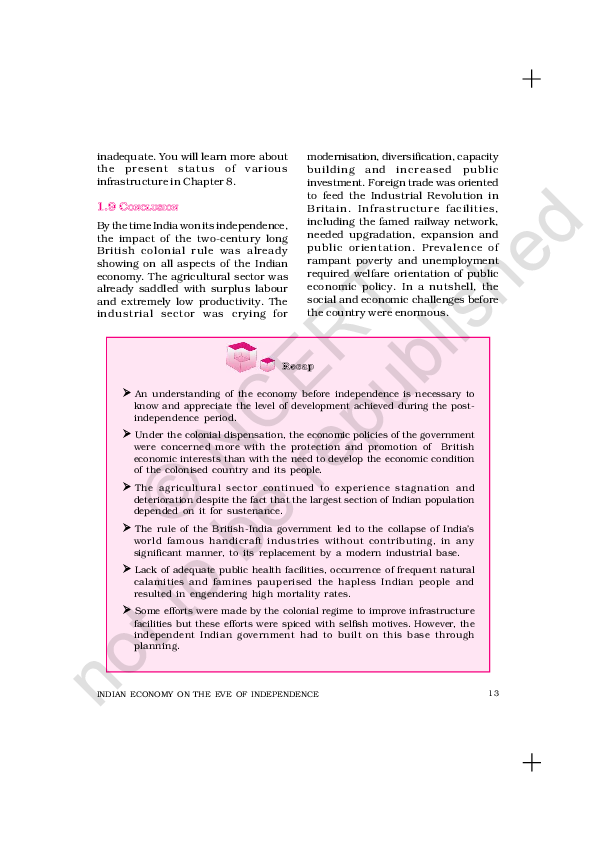 inadequate. You will learn more about
the present status of various
infrastructure in Chapter 8.
1.9 CONCLUSION
By the time India won its independence,
the impact of the two-century long
British colonial rule was already
showing on all aspects of the Indian
economy. The agricultural sector was
already saddled with surplus labour
and extremely low productivity. The
industrial sector was crying for
modernisation, diversification, capacity
building and increased public
investment. Foreign trade was oriented
to feed the Industrial Revolution in
Britain. Infrastructure facilities,
including the famed railway network,
needed upgradation, expansion and
public orientation. Prevalence of
rampant poverty and unemployment
required welfare orientation of public
economic policy. In a nutshell, the
social and economic challenges before
the country were enormous.
Recap
➢ An understanding of the economy before independence is necessary to
know and appreciate the level of development achieved during the post-
independence period.
➢ Under the colonial dispensation, the economic policies of the government
were concerned more with the protection and promotion of British
economic interests than with the need to develop the economic condition
of the colonised country and its people.
➢ The agricultural sector continued to experience stagnation and
deterioration despite the fact that the largest section of Indian population
depended on it for sustenance.
➢ The rule of the British-India government led to the collapse of India's
world famous handicraft industries without contributing, in any
significant manner, to its replacement by a modern industrial base.
➢ Lack of adequate public health facilities, occurrence of frequent natural
calamities and famines pauperised the hapless Indian people and
resulted in engendering high mortality rates.
➢ Some efforts were made by the colonial regime to improve infrastructure
facilities but these efforts were spiced with selfish motives. However, the
independent Indian government had to built on this base through
planning.
INDIAN ECONOMY ON THE EVE OF INDEPENDENCE 13
© NCERT
not to be republished